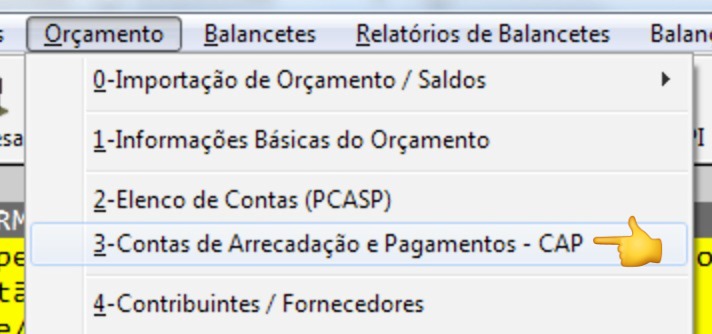 s Orçamento Balancetes Relatórios de Balancetes Balanc
0-Importação de Orçamento / Saldos
esa 1-Informações Básicas do Orçamento PI
2-Elenco de Contas (PCASP)
RM
3-Contas de Arrecadação e Pagamentos - CAP
pe
tã
4-Contribuintes / Fornecedores
e/